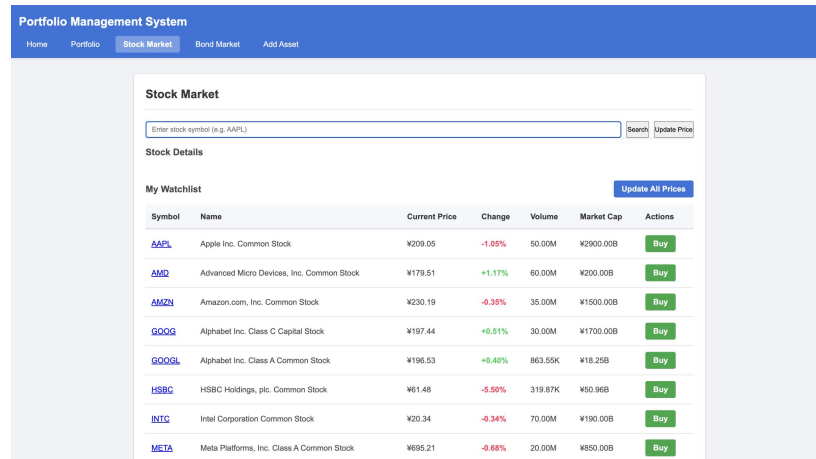 Portfolio Management System
Home Portfolio Stock Market Bond Market Add Asset
Stock Market
Enter stock symbol (e.g. AAPL) Search Update Price
Stock Details
My Watchlist Update All Prices
Symbol Name Current Price Change Volume Market Cap Actions
AAPL Apple Inc. Common Stock ¥209.05 -1.05% 50.00M ¥2900.00B Buy
AMD Advanced Micro Devices, Inc. Common Stock ¥179.51 +1.17% 60.00M ¥200.00B Buy
AMZN Amazon.com, Inc. Common Stock ¥230.19 -0.35% 35.00M ¥1500.00B Buy
GOOG Alphabet Inc. Class C Capital Stock ¥197.44 +0.51% 30.00M ¥1700.00B Buy
GOOGL Alphabet Inc. Class A Common Stock ¥196.53 +0.40% 863.55K ¥18.25B Buy
HSBC HSBC Holdings, plc. Common Stock ¥61.48 -5.50% 319.87K ¥50.96B Buy
INTC Intel Corporation Common Stock ¥20.34 -0.34% 70.00M ¥190.00B Buy
META Meta Platforms, Inc. Class A Common Stock ¥695.21 -0.68% 20.00M ¥850.00B Buy